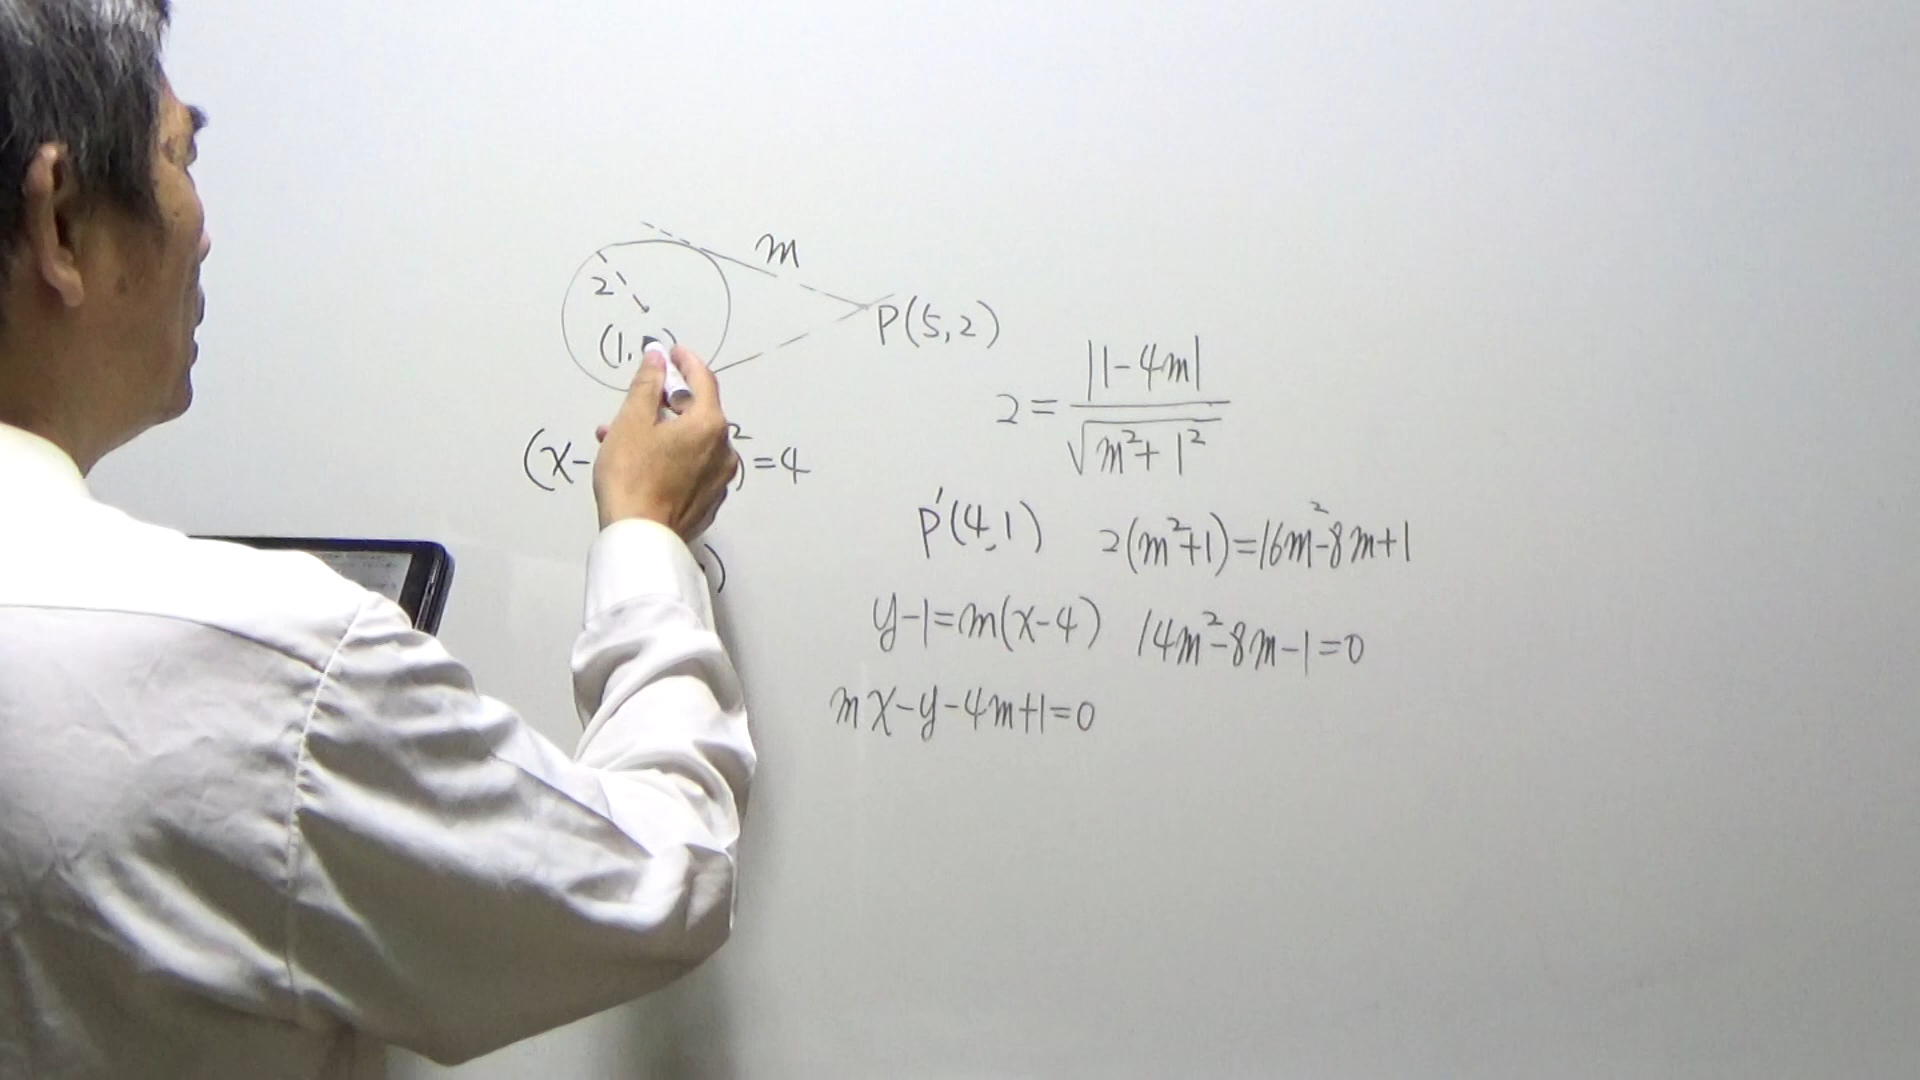 m
2
P(5,2)
(1,
2 = |1-4m| / √m²+1²
(x- )²=4
P'(4,1)
2(m²+1)=16m²-8m+1
)
y-1=m(x-4)
14m²-8m-1=0
mx-y-4m+1=0